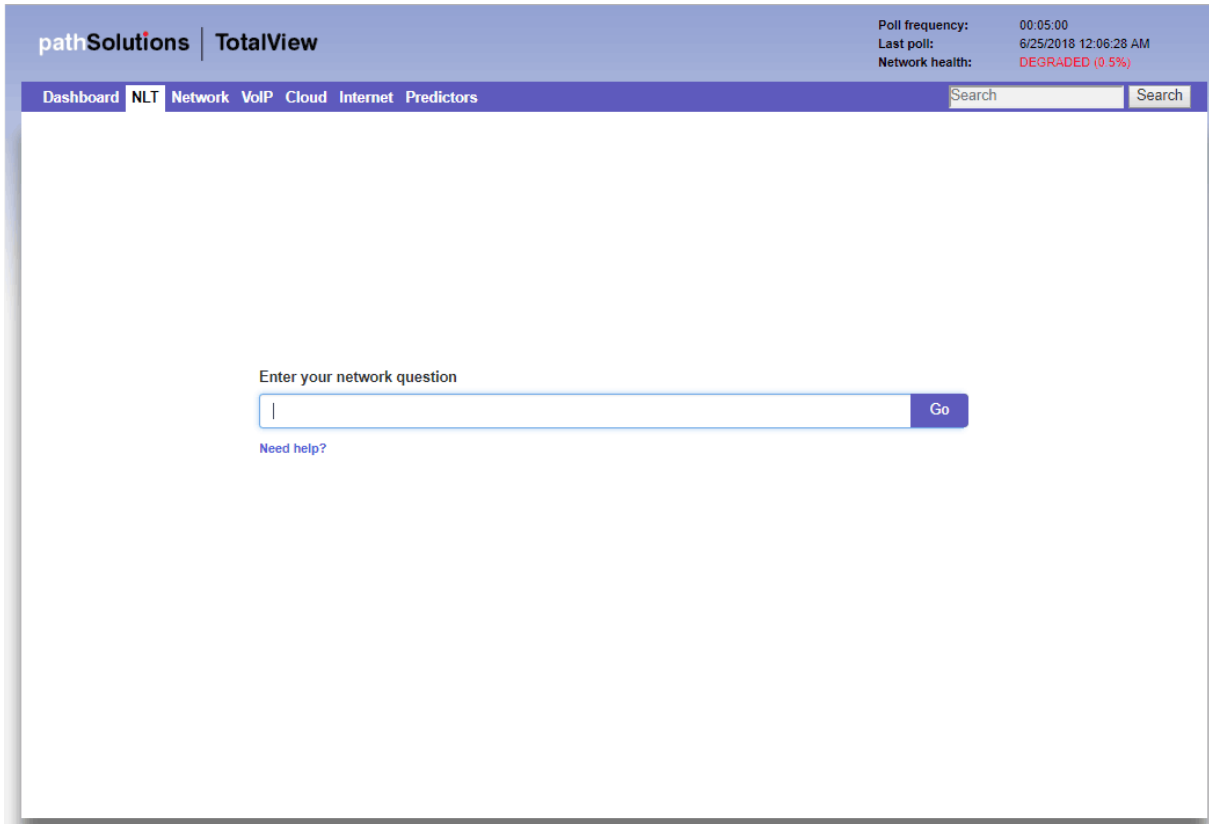 pathSolutions | TotalView
Poll frequency: 00:05:00
Last poll: 6/25/2018 12:06:28 AM
Network health: DEGRADED (0.5%)
Dashboard NLT Network VoIP Cloud Internet Predictors Search Search
Enter your network question
Go
Need help?